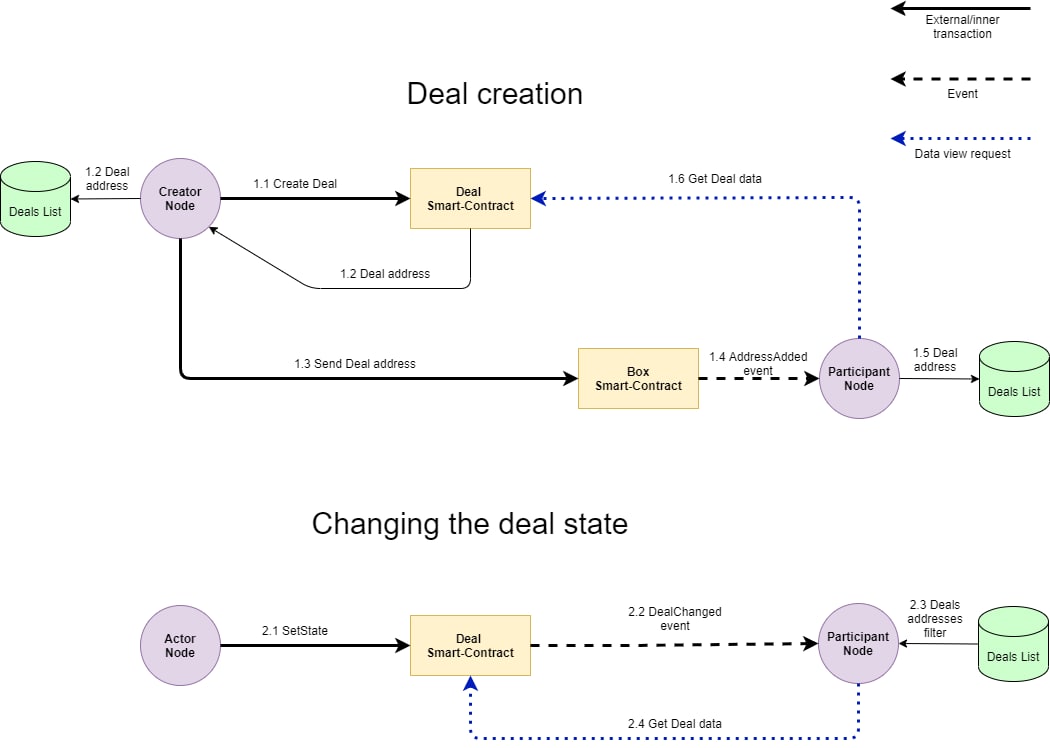 External/inner
transaction
Event
Data view request
Deal creation
1.2 Deal
address
Deals List
Creator
Node
1.1 Create Deal
Deal
Smart-Contract
1.6 Get Deal data
1.2 Deal address
1.3 Send Deal address
Box
Smart-Contract
1.4 AddressAdded
event
Participant
Node
1.5 Deal
address
Deals List
Changing the deal state
Actor
Node
2.1 SetState
Deal
Smart-Contract
2.2 DealChanged
event
Participant
Node
2.3 Deals
addresses
filter
Deals List
2.4 Get Deal data